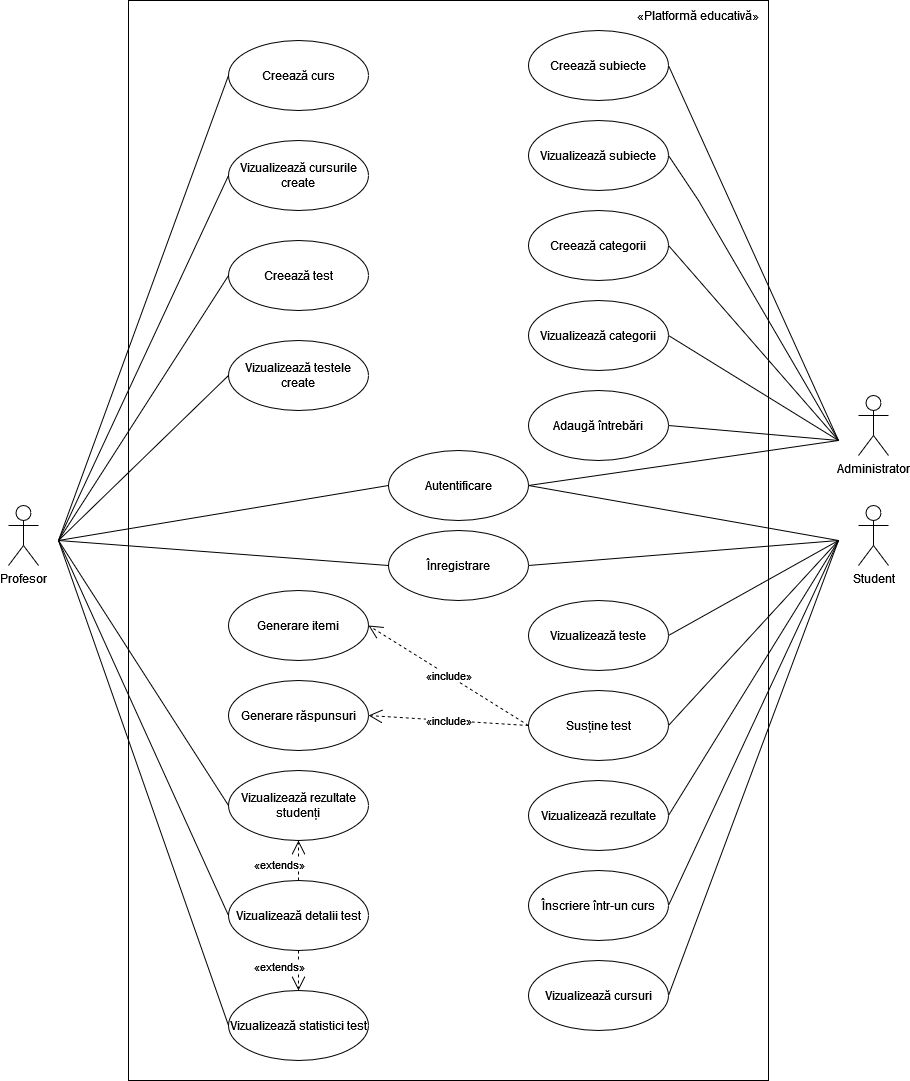 «Platformă educativă»
Creează curs
Creează subiecte
Vizualizează cursurile
create
Vizualizează subiecte
Creează test
Creează categorii
Vizualizează testele
create
Vizualizează categorii
Adaugă întrebări
Administrator
Autentificare
Profesor
Înregistrare
Student
Generare itemi
Vizualizează teste
«include»
Generare răspunsuri
«include»
Susține test
Vizualizează rezultate
studenți
Vizualizează rezultate
«extends»
Vizualizează detalii test
Înscriere într-un curs
«extends»
Vizualizează cursuri
Vizualizează statistici test